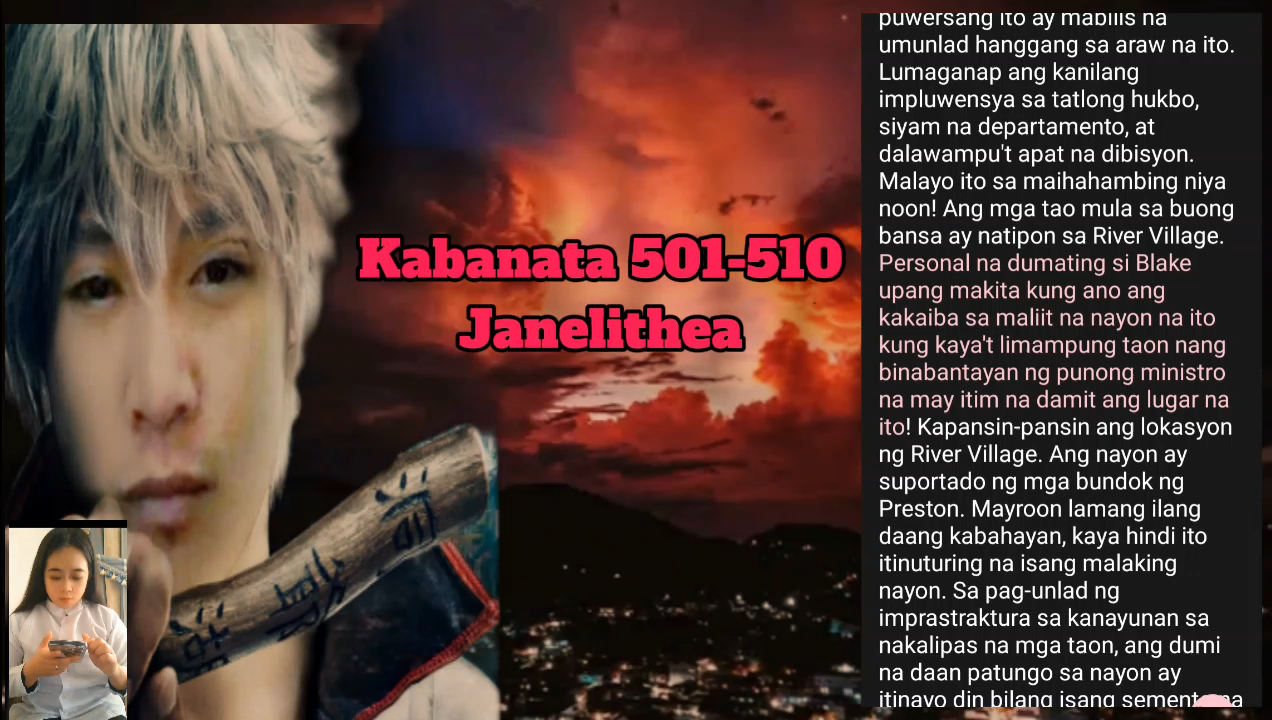 Kabanata 501-510
Janelithea
puwersang ito ay mabilis na
umunlad hanggang sa araw na ito.
Lumaganap ang kanilang
impluwensya sa tatlong hukbo,
siyam na departamento, at
dalawampu't apat na dibisyon.
Malayo ito sa maihahambing niya
noon! Ang mga tao mula sa buong
bansa ay natipon sa River Village.
Personal na dumating si Blake
upang makita kung ano ang
kakaiba sa maliit na nayon na ito
kung kaya't limampung taon nang
binabantayan ng punong ministro
na may itim na damit ang lugar na
ito! Kapansin-pansin ang lokasyon
ng River Village. Ang nayon ay
suportado ng mga bundok ng
Preston. Mayroon lamang ilang
daang kabahayan, kaya hindi ito
itinuturing na isang malaking
nayon. Sa pag-unlad ng
imprastraktura sa kanayunan sa
nakalipas na mga taon, ang dumi
na daan patungo sa nayon ay
itinayo din bilang isang